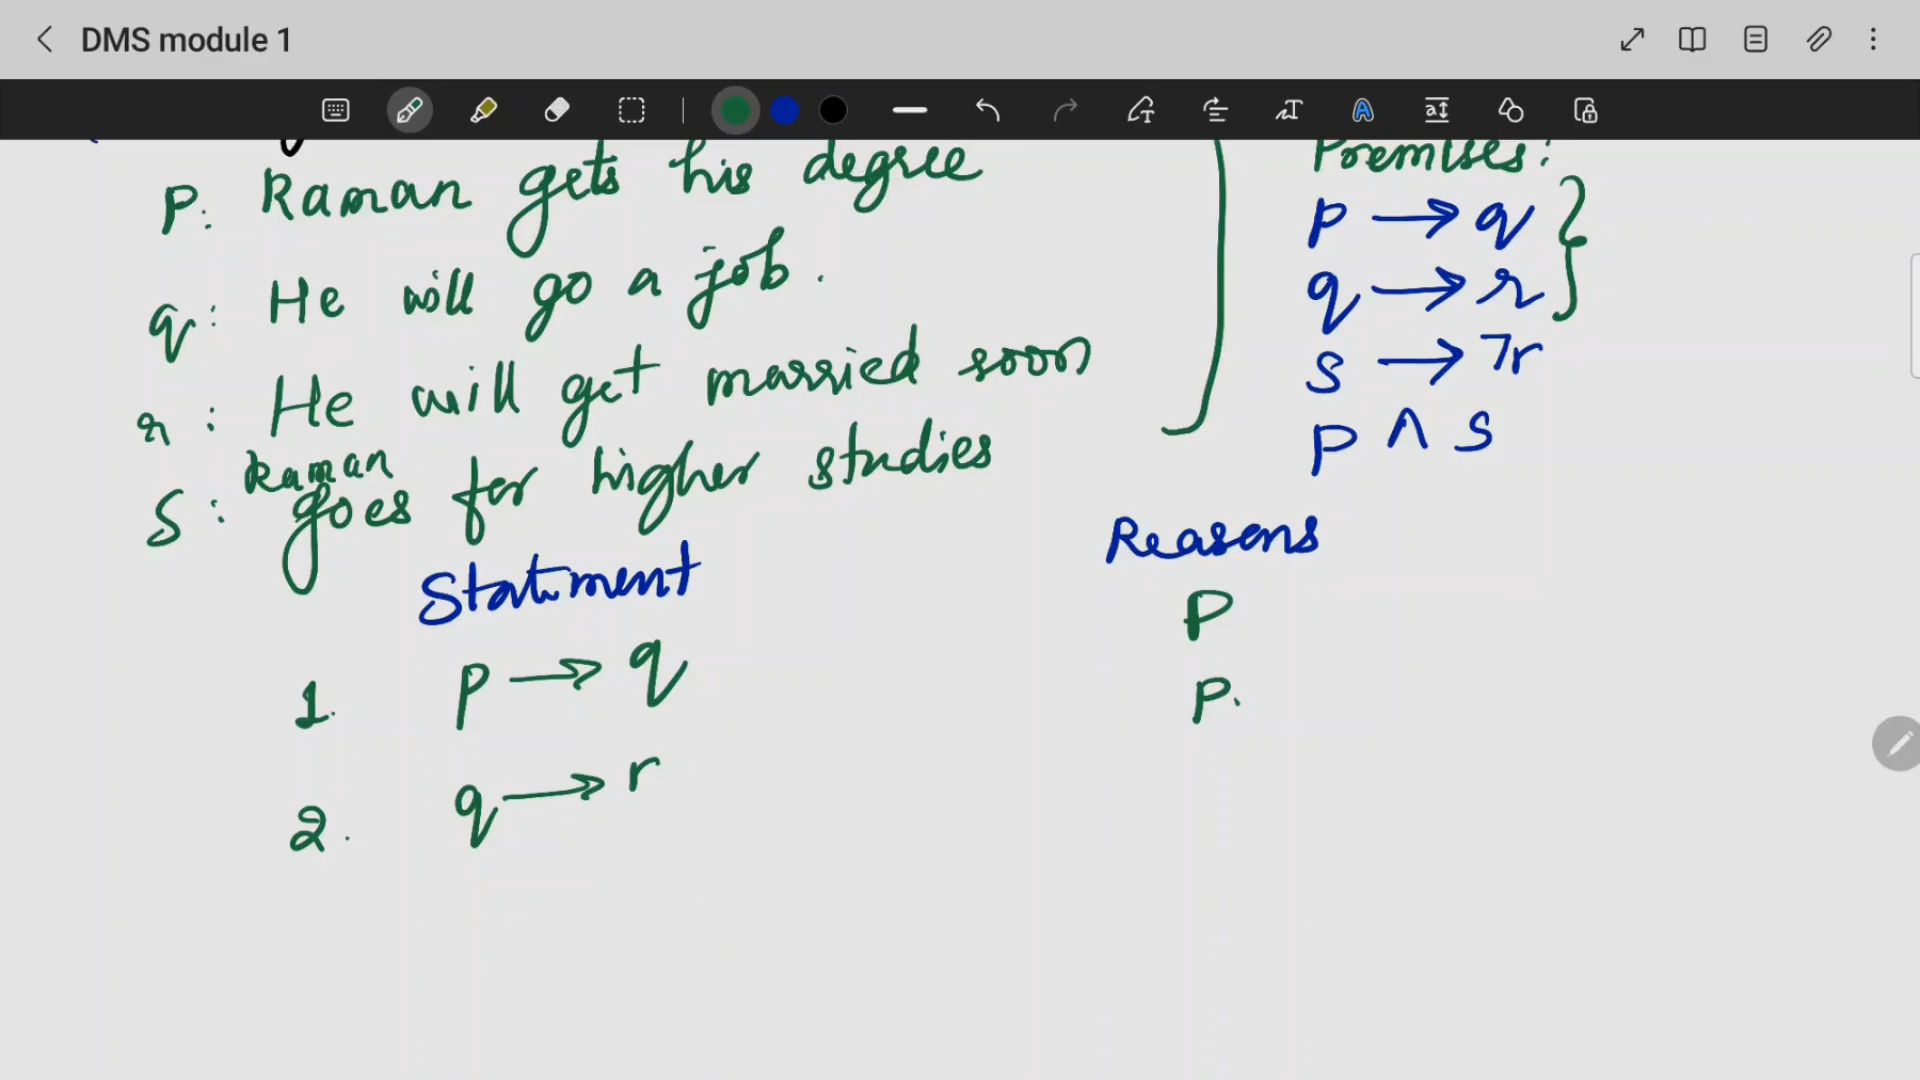 DMS module 1
p: Raman gets his degree
q: He will go a job.
r: He will get married soon
s: Raman goes for higher studies
Premises:
p → q
q → r
s → ¬r
p ∧ s
Statement Reasons
1. p → q P
2. q → r P.